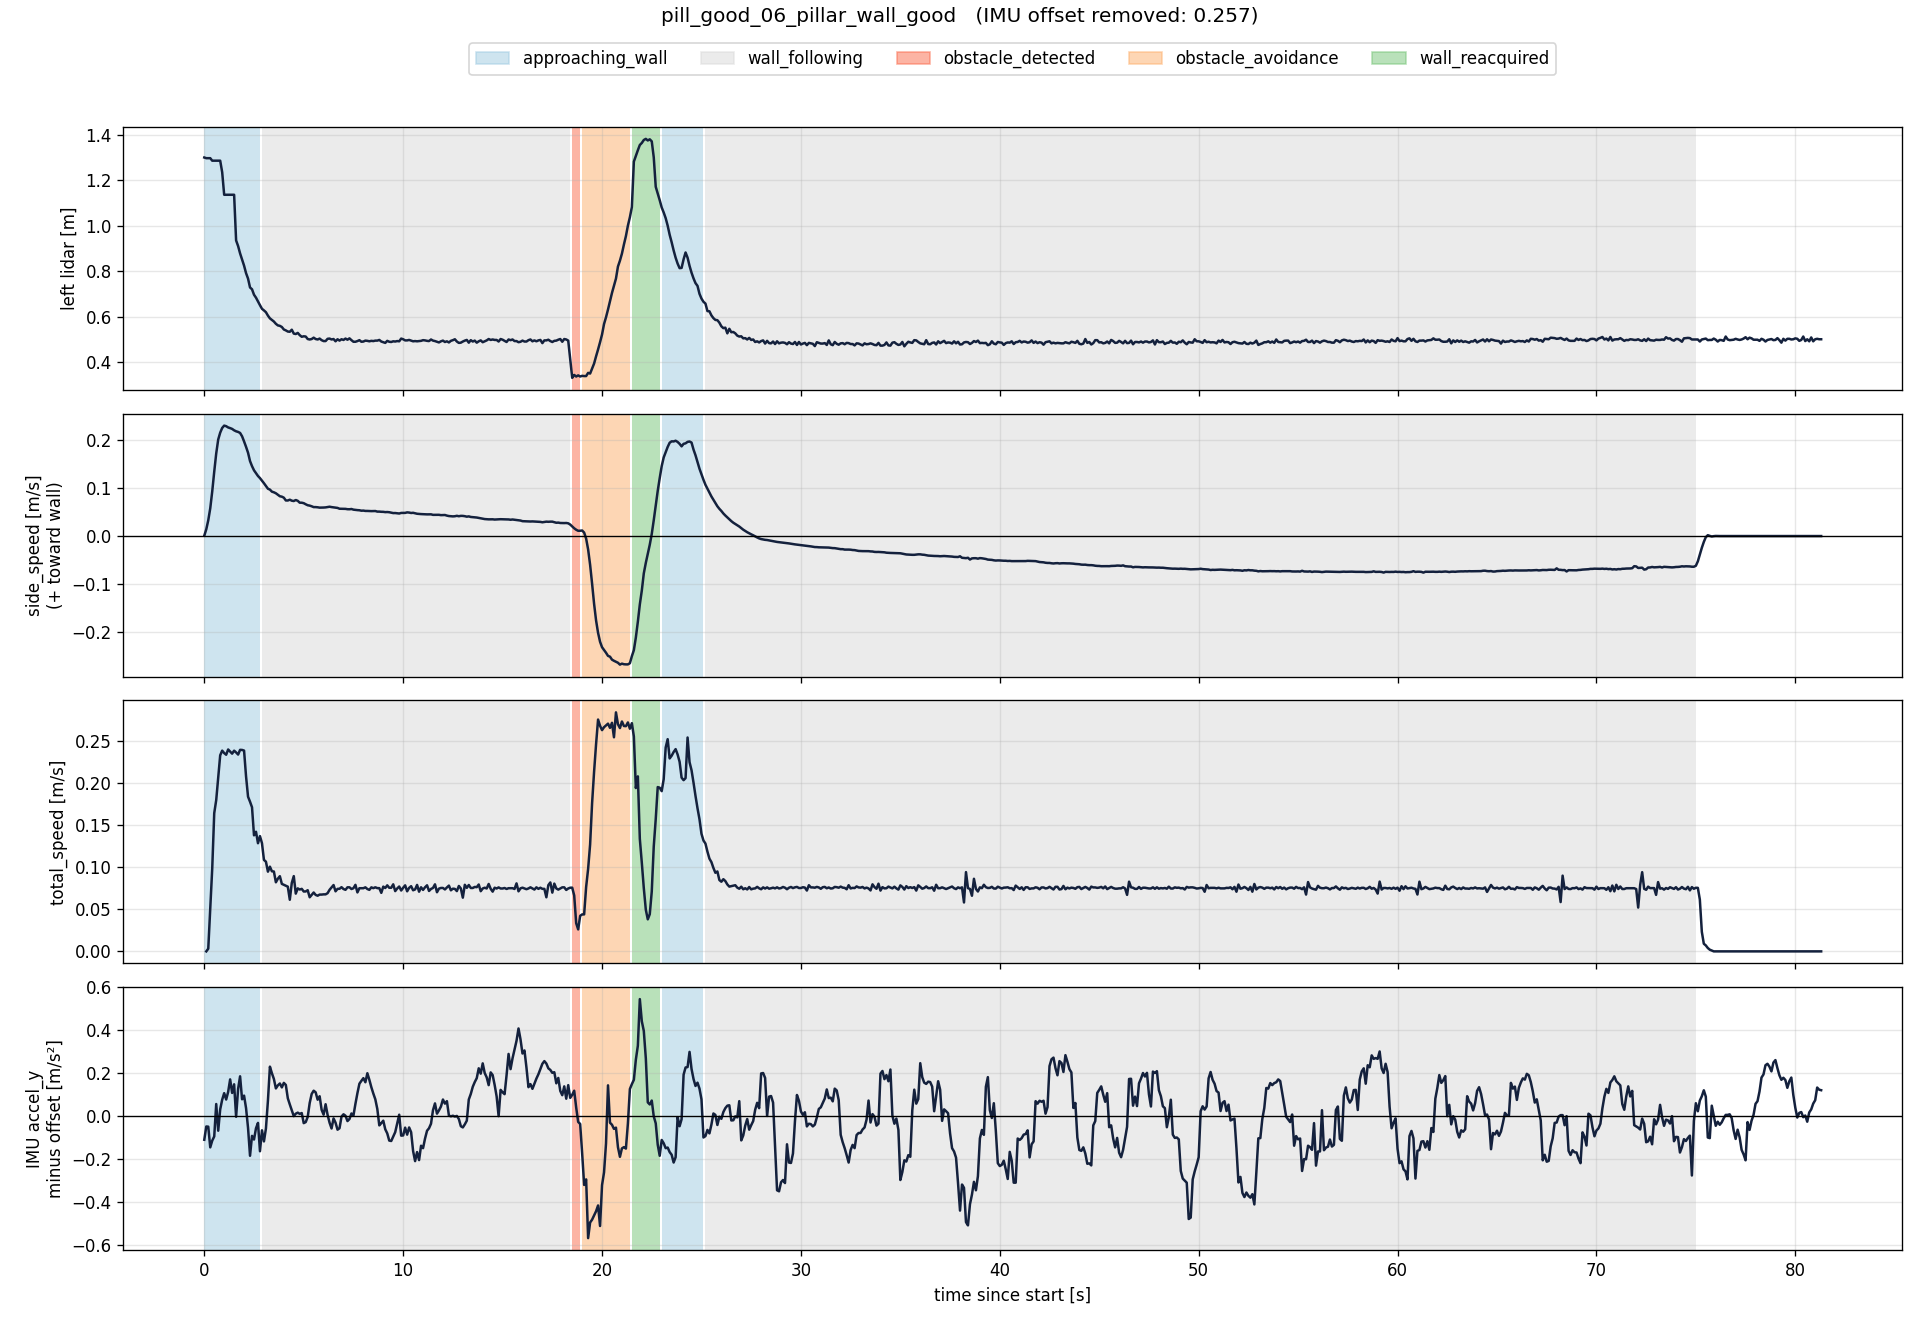 pill_good_06_pillar_wall_good   (IMU offset removed: 0.257)
approaching_wall wall_following obstacle_detected obstacle_avoidance wall_reacquired
1.4
1.2
1.0
0.8
0.6
0.4
left lidar [m]
0.2
0.1
0.0
−0.1
−0.2
side_speed [m/s]
(+ toward wall)
0.25
0.20
0.15
0.10
0.05
0.00
total_speed [m/s]
0.6
0.4
0.2
0.0
−0.2
−0.4
−0.6
IMU accel_y
minus offset [m/s²]
0 10 20 30 40 50 60 70 80
time since start [s]